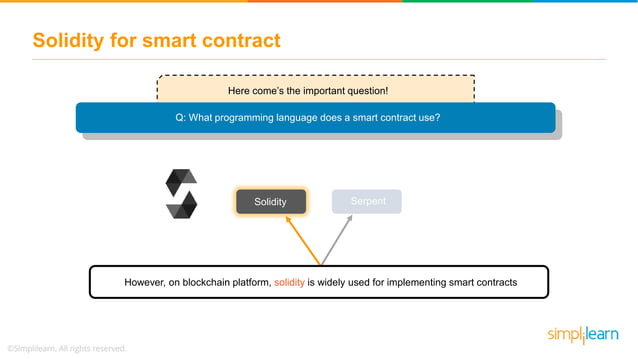 Solidity for smart contract
Here come's the important question!
Q: What programming language does a smart contract use?
Solidity
Serpent
However, on blockchain platform, solidity is widely used for implementing smart contracts
©Simplilearn. All rights reserved.
simplilearn